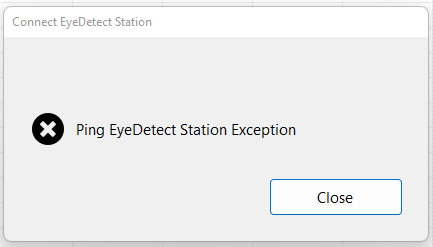 Connect EyeDetect Station
Ping EyeDetect Station Exception
Close